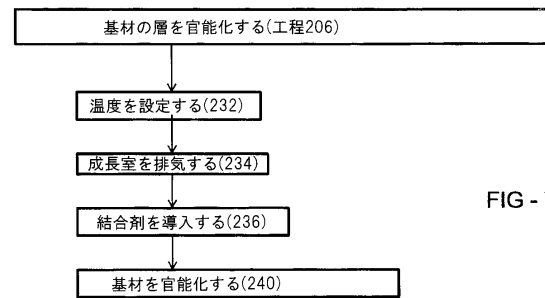 基材の層を官能化する(工程206)
温度を設定する(232)
成長室を排気する(234)
結合剤を導入する(236)
FIG -
基材を官能化する(240)